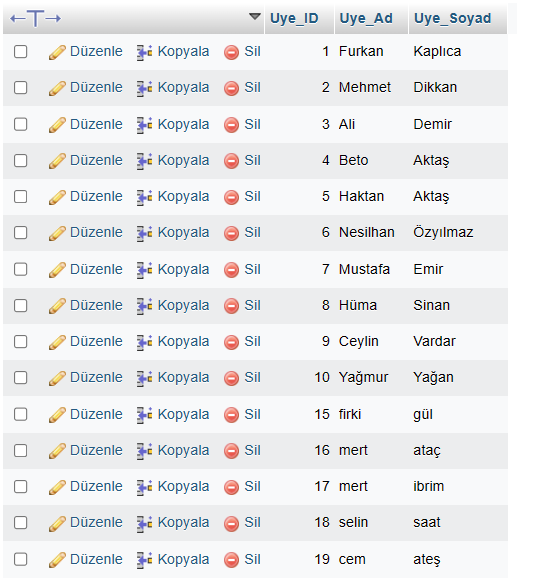 Uye_ID Uye_Ad Uye_Soyad
Düzenle Kopyala Sil 1 Furkan Kaplıca
Düzenle Kopyala Sil 2 Mehmet Dikkan
Düzenle Kopyala Sil 3 Ali Demir
Düzenle Kopyala Sil 4 Beto Aktaş
Düzenle Kopyala Sil 5 Haktan Aktaş
Düzenle Kopyala Sil 6 Nesilhan Özyılmaz
Düzenle Kopyala Sil 7 Mustafa Emir
Düzenle Kopyala Sil 8 Hüma Sinan
Düzenle Kopyala Sil 9 Ceylin Vardar
Düzenle Kopyala Sil 10 Yağmur Yağan
Düzenle Kopyala Sil 15 firki gül
Düzenle Kopyala Sil 16 mert ataç
Düzenle Kopyala Sil 17 mert ibrim
Düzenle Kopyala Sil 18 selin saat
Düzenle Kopyala Sil 19 cem ateş